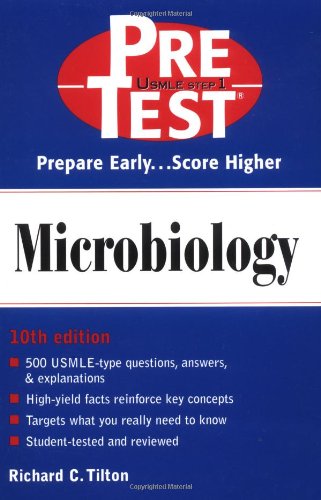 PRE
USMLE STEP 1
TEST®
Prepare Early...Score Higher
Microbiology
10th edition
500 USMLE-type questions, answers,
& explanations
High-yield facts reinforce key concepts
Targets what you really need to know
Student-tested and reviewed
Richard C. Tilton